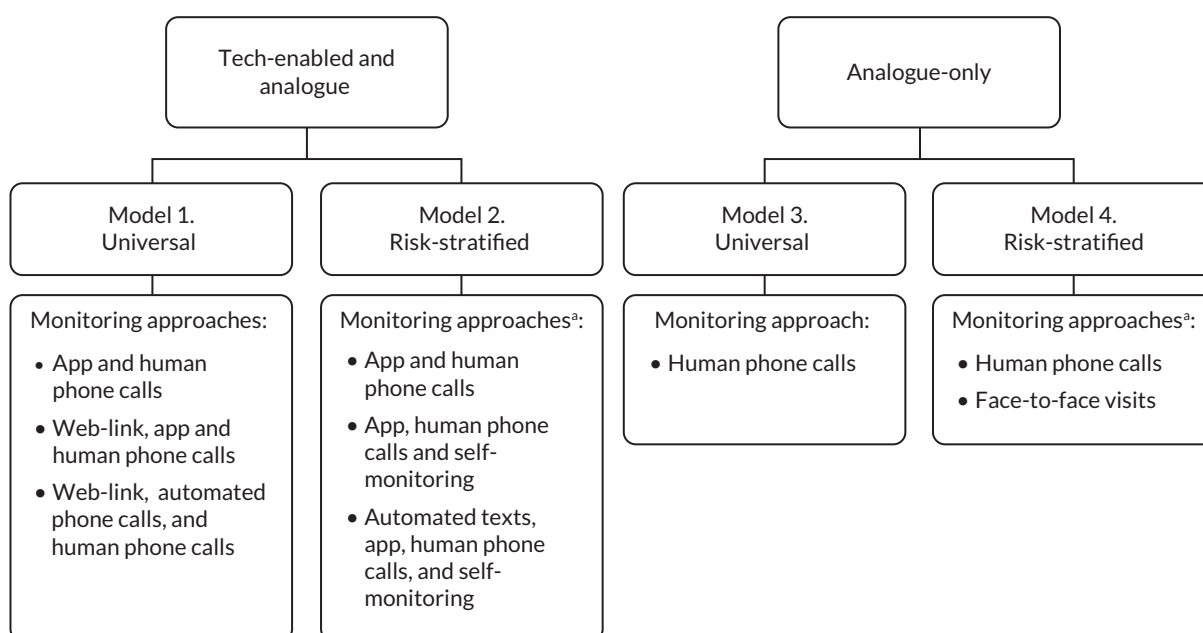 Tech-enabled and
analogue
Analogue-only
Model 1.
Universal
Model 2.
Risk-stratified
Model 3.
Universal
Model 4.
Risk-stratified
Monitoring approaches:
• App and human
phone calls
• Web-link, app and
human phone calls
• Web-link, automated
phone calls, and
human phone calls
Monitoring approachesᵃ:
• App and human
phone calls
• App, human phone
calls and self-
monitoring
• Automated texts,
app, human phone
calls, and self-
monitoring
Monitoring approach:
• Human phone calls
Monitoring approachesᵃ:
• Human phone calls
• Face-to-face visits